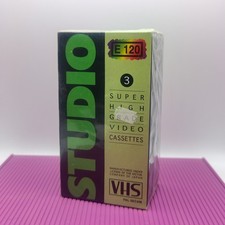 STUDIO
E 120
3
SUPER
HIGH
GRADE
VIDEO
CASSETTES
VHS